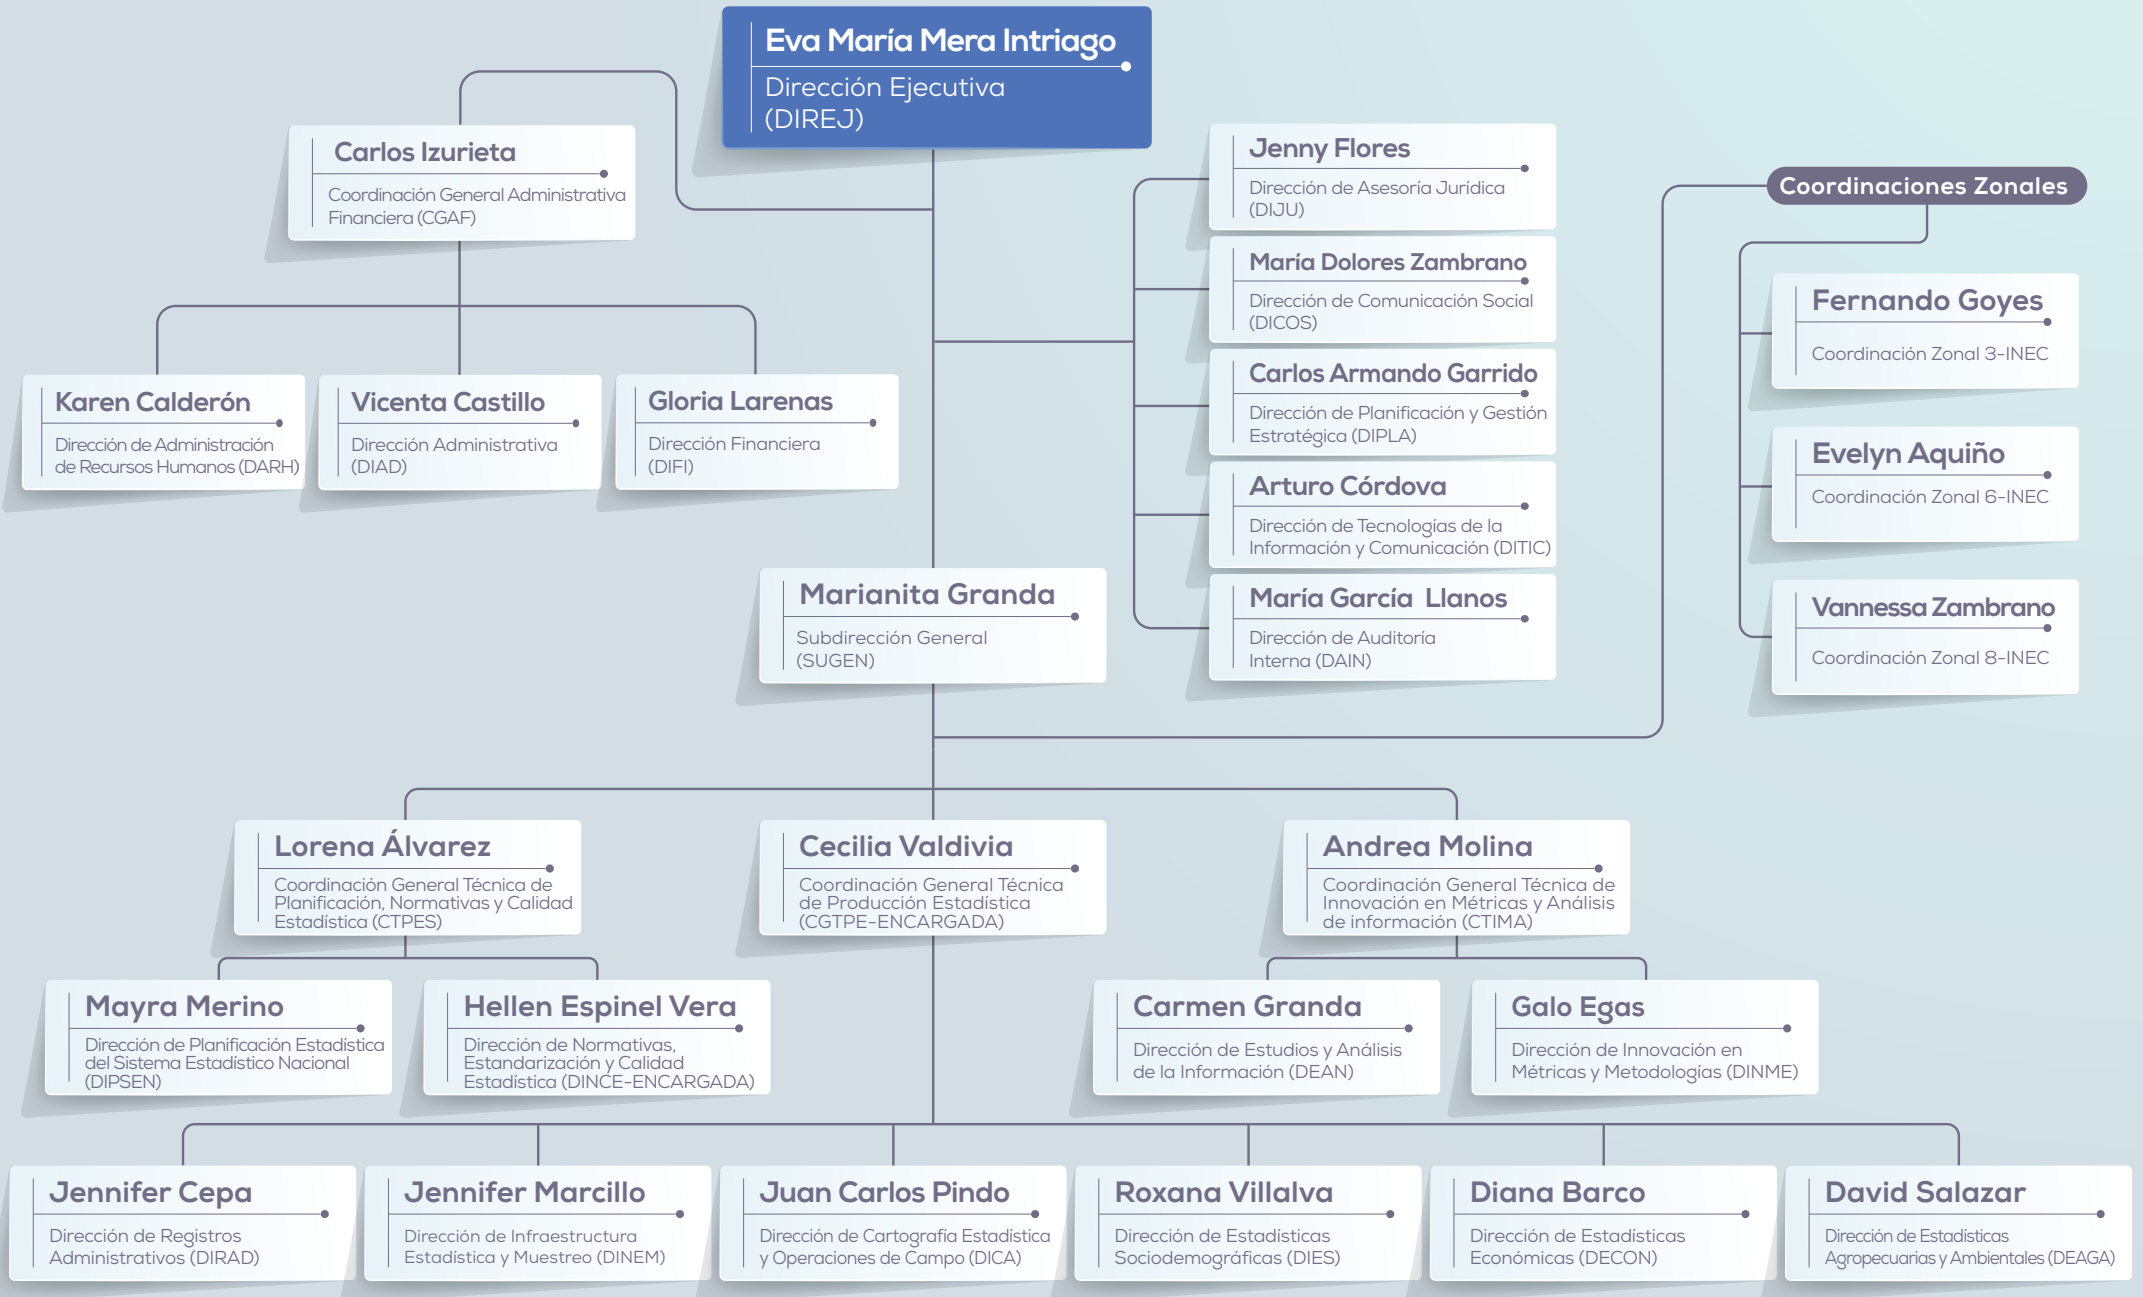 Eva María Mera Intriago
Dirección Ejecutiva
(DIREJ)
Carlos Izurieta
Coordinación General Administrativa
Financiera (CGAF)
Karen Calderón
Dirección de Administración
de Recursos Humanos (DARH)
Vicenta Castillo
Dirección Administrativa
(DIAD)
Gloria Larenas
Dirección Financiera
(DIFI)
Jenny Flores
Dirección de Asesoría Jurídica
(DIJU)
María Dolores Zambrano
Dirección de Comunicación Social
(DICOS)
Carlos Armando Garrido
Dirección de Planificación y Gestión
Estratégica (DIPLA)
Arturo Córdova
Dirección de Tecnologías de la
Información y Comunicación (DITIC)
María García Llanos
Dirección de Auditoría
Interna (DAIN)
Coordinaciones Zonales
Fernando Goyes
Coordinación Zonal 3-INEC
Evelyn Aquiño
Coordinación Zonal 6-INEC
Vannessa Zambrano
Coordinación Zonal 8-INEC
Marianita Granda
Subdirección General
(SUGEN)
Lorena Álvarez
Coordinación General Técnica de
Planificación, Normativas y Calidad
Estadística (CTPES)
Cecilia Valdivia
Coordinación General Técnica
de Producción Estadística
(CGTPE-ENCARGADA)
Andrea Molina
Coordinación General Técnica de
Innovación en Métricas y Análisis
de información (CTIMA)
Mayra Merino
Dirección de Planificación Estadística
del Sistema Estadístico Nacional
(DIPSEN)
Hellen Espinel Vera
Dirección de Normativas,
Estandarización y Calidad
Estadística (DINCE-ENCARGADA)
Carmen Granda
Dirección de Estudios y Análisis
de la Información (DEAN)
Galo Egas
Dirección de Innovación en
Métricas y Metodologías (DINME)
Jennifer Cepa
Dirección de Registros
Administrativos (DIRAD)
Jennifer Marcillo
Dirección de Infraestructura
Estadística y Muestreo (DINEM)
Juan Carlos Pindo
Dirección de Cartografía Estadística
y Operaciones de Campo (DICA)
Roxana Villalva
Dirección de Estadísticas
Sociodemográficas (DIES)
Diana Barco
Dirección de Estadísticas
Económicas (DECON)
David Salazar
Dirección de Estadísticas
Agropecuarias y Ambientales (DEAGA)